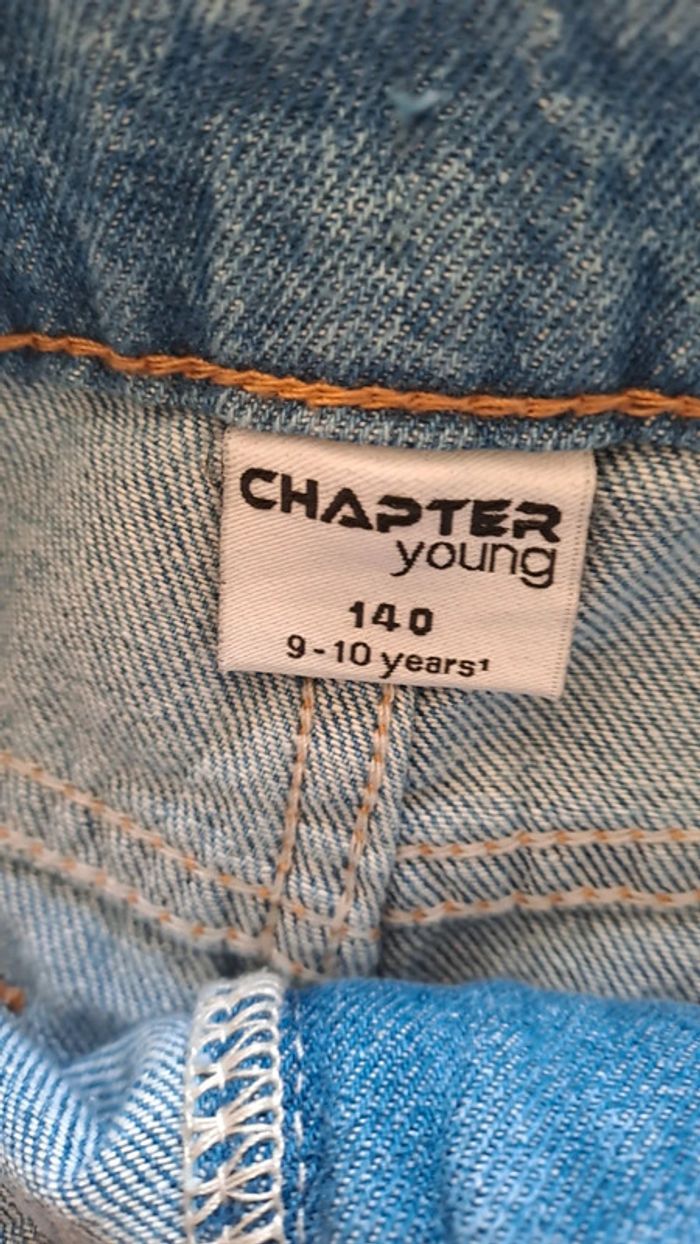 CHAPTER
young
140
9-10 years¹